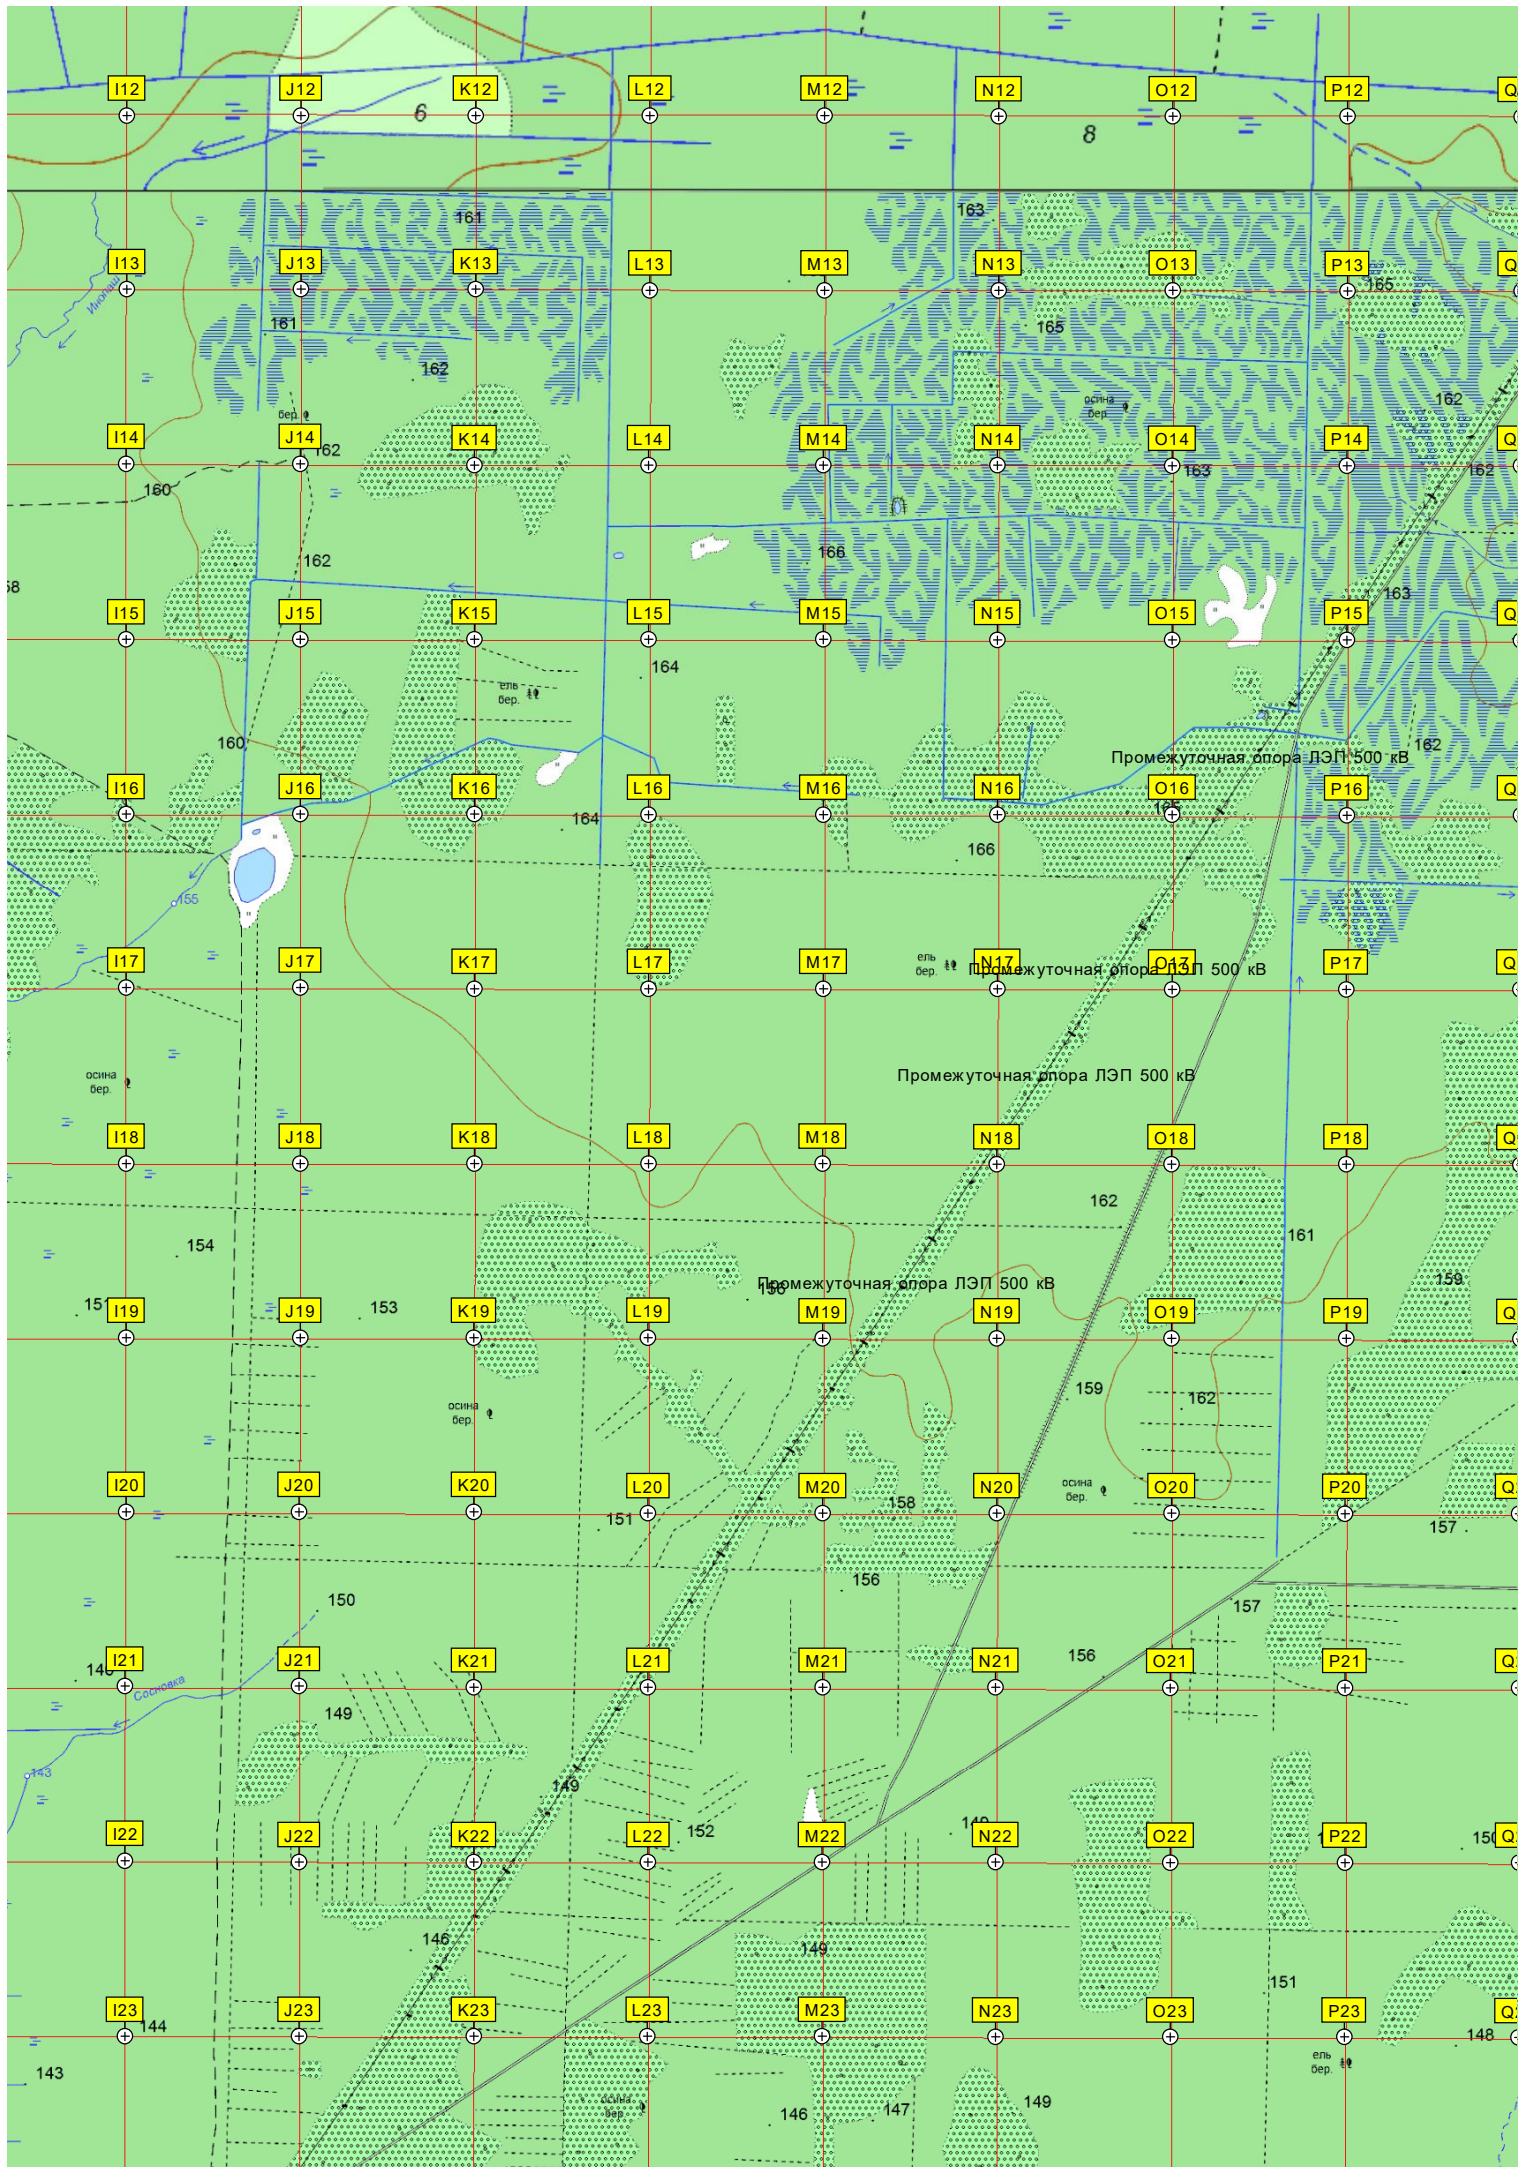 I12 J12 K12 L12 M12 N12 O12 P12
6
8
161
163
I13 J13 K13 L13 M13 N13 O13 P13
165
161
165
162
162
осина
бер.
бер.
I14 J14 K14 L14 M14 N14 O14 P14
162
163
162
160
166
162
163
I15 J15 K15 L15 M15 N15 O15 P15
164
ель
бер.
160
162
Промежуточная опора ЛЭП 500 кВ
I16 J16 K16 L16 M16 N16 O16 P16
164
166
155
I17 J17 K17 L17 M17 N17 O17 P17
ель
бер.
Промежуточная опора ЛЭП 500 кВ
осина
бер.
Промежуточная опора ЛЭП 500 кВ
I18 J18 K18 L18 M18 N18 O18 P18
162
161
154
159
Промежуточная опора ЛЭП 500 кВ
I19 J19 K19 L19 M19 N19 O19 P19
153
159
162
осина
бер.
I20 J20 K20 L20 M20 N20 O20 P20
осина
бер.
158
151
157
156
150
157
156
I21 J21 K21 L21 M21 N21 O21 P21
Сосновка
149
143
149
I22 J22 K22 L22 M22 N22 O22 P22
152
146
149
151
I23 J23 K23 L23 M23 N23 O23 P23
144
148
143
ель
бер.
осина
бер.
146
147
149